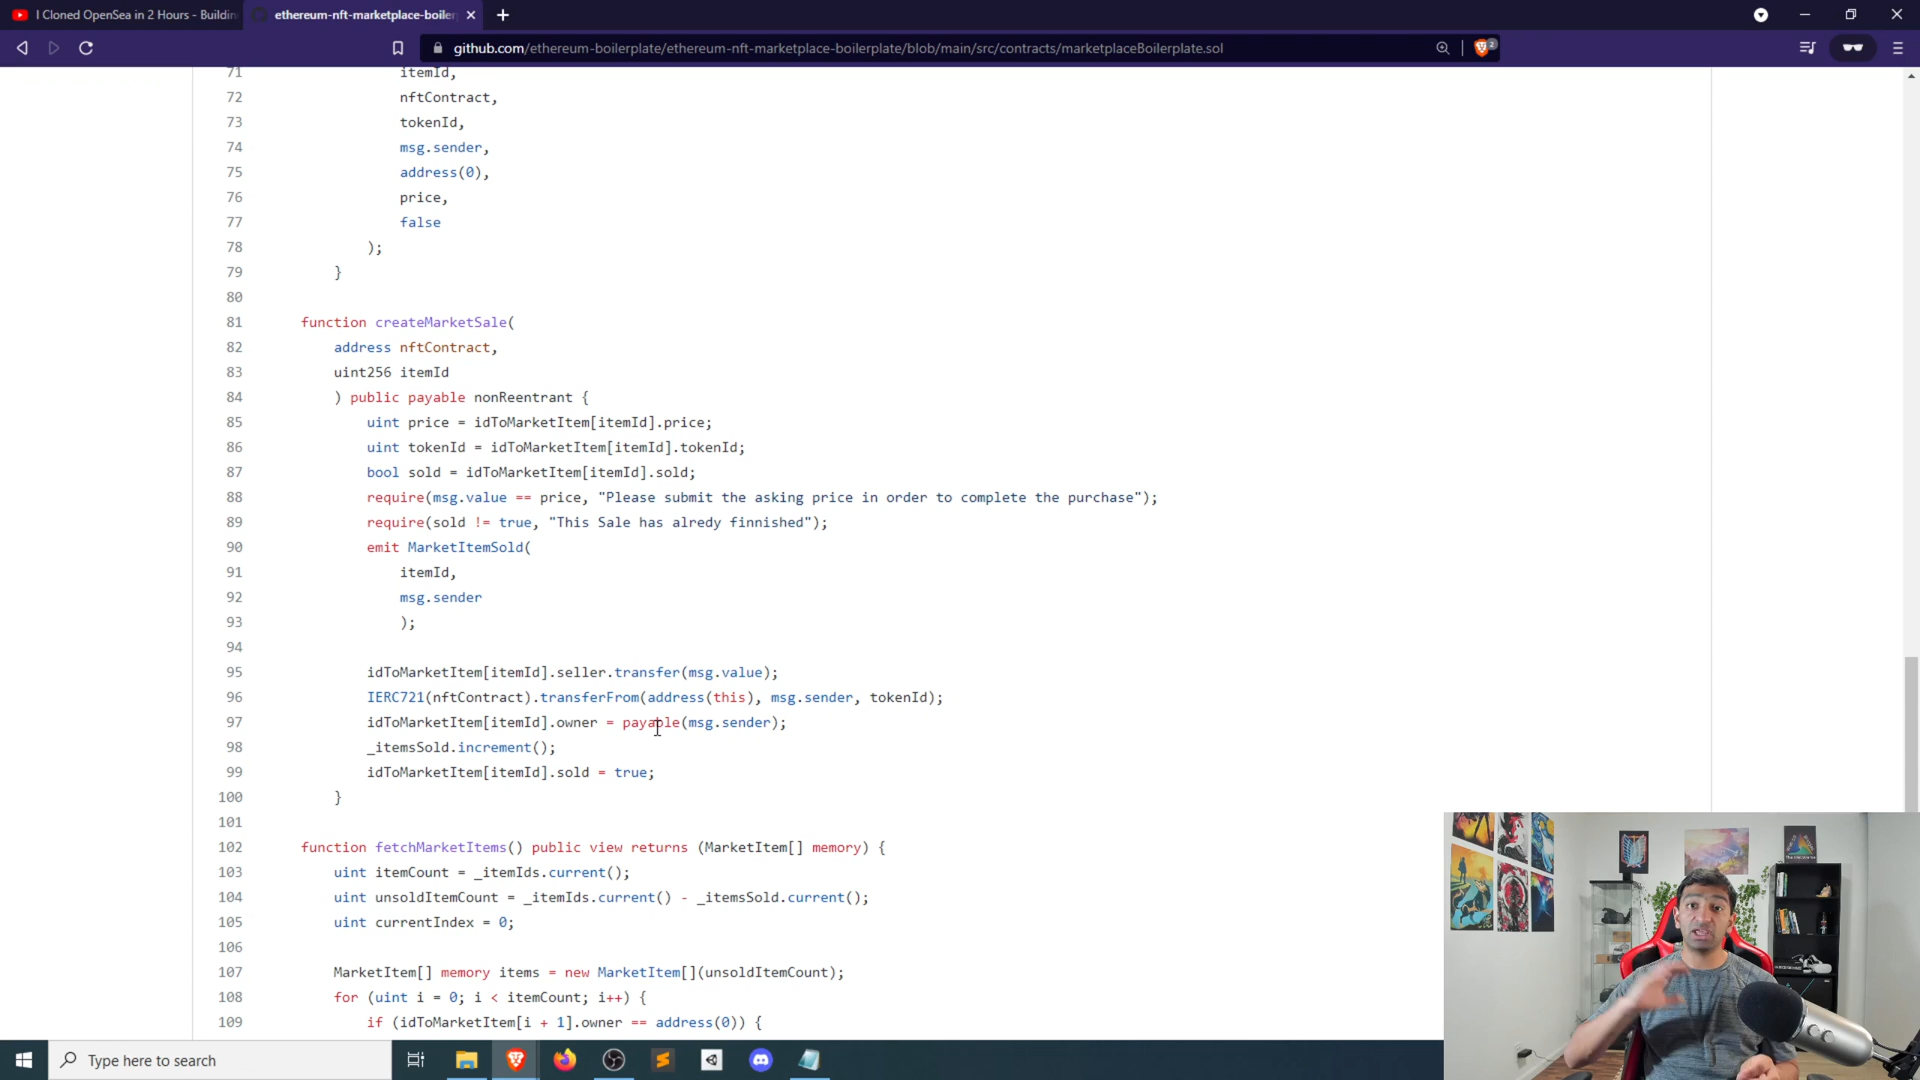 I Cloned OpenSea in 2 Hours - Buildin
ethereum-nft-marketplace-boiler
github.com/ethereum-boilerplate/ethereum-nft-marketplace-boilerplate/blob/main/src/contracts/marketplaceBoilerplate.sol
2
71 itemId,
72 nftContract,
73 tokenId,
74 msg.sender,
75 address(0),
76 price,
77 false
78 );
79 }
80
81 function createMarketSale(
82 address nftContract,
83 uint256 itemId
84 ) public payable nonReentrant {
85 uint price = idToMarketItem[itemId].price;
86 uint tokenId = idToMarketItem[itemId].tokenId;
87 bool sold = idToMarketItem[itemId].sold;
88 require(msg.value == price, "Please submit the asking price in order to complete the purchase");
89 require(sold != true, "This Sale has alredy finnished");
90 emit MarketItemSold(
91 itemId,
92 msg.sender
93 );
94
95 idToMarketItem[itemId].seller.transfer(msg.value);
96 IERC721(nftContract).transferFrom(address(this), msg.sender, tokenId);
97 idToMarketItem[itemId].owner = payable(msg.sender);
98 _itemsSold.increment();
99 idToMarketItem[itemId].sold = true;
100 }
101
102 function fetchMarketItems() public view returns (MarketItem[] memory) {
103 uint itemCount = _itemIds.current();
104 uint unsoldItemCount = _itemIds.current() - _itemsSold.current();
105 uint currentIndex = 0;
106
107 MarketItem[] memory items = new MarketItem[](unsoldItemCount);
108 for (uint i = 0; i < itemCount; i++) {
109 if (idToMarketItem[i + 1].owner == address(0)) {
Type here to search